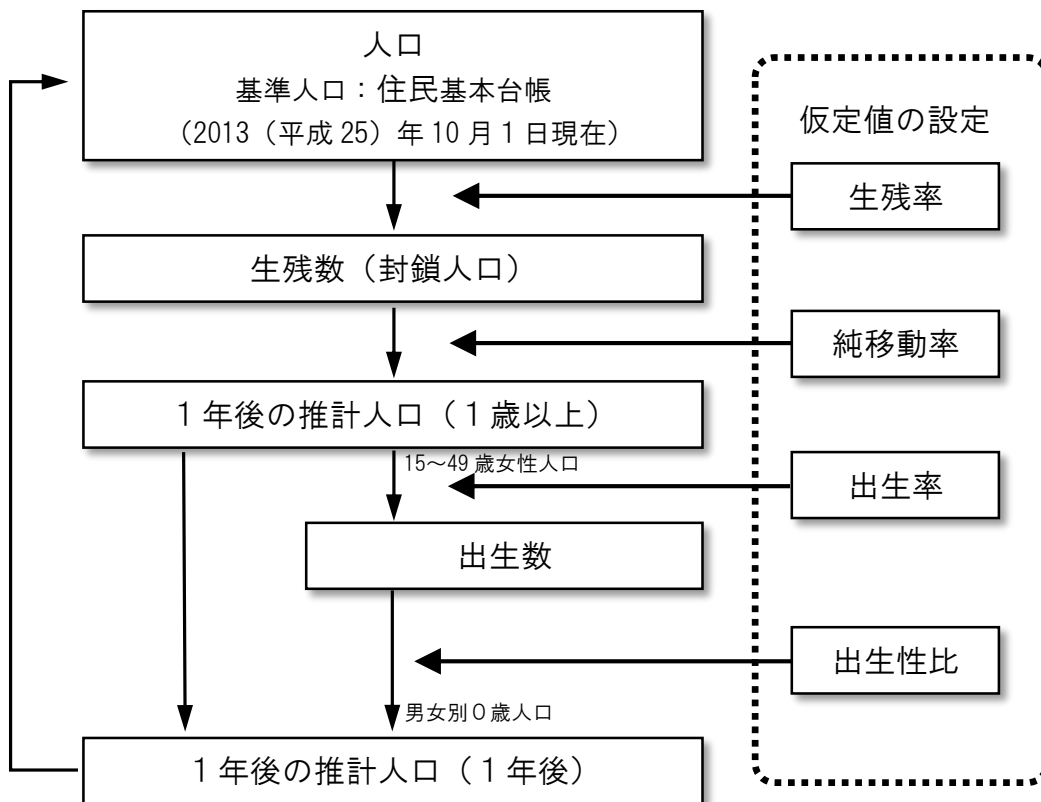 人口
基準人口：住民基本台帳
（2013（平成 25）年 10 月 1 日現在）
仮定値の設定
生残率
生残数（封鎖人口）
純移動率
1 年後の推計人口（1 歳以上）
15～49 歳女性人口
出生率
出生数
出生性比
男女別０歳人口
1 年後の推計人口（1 年後）